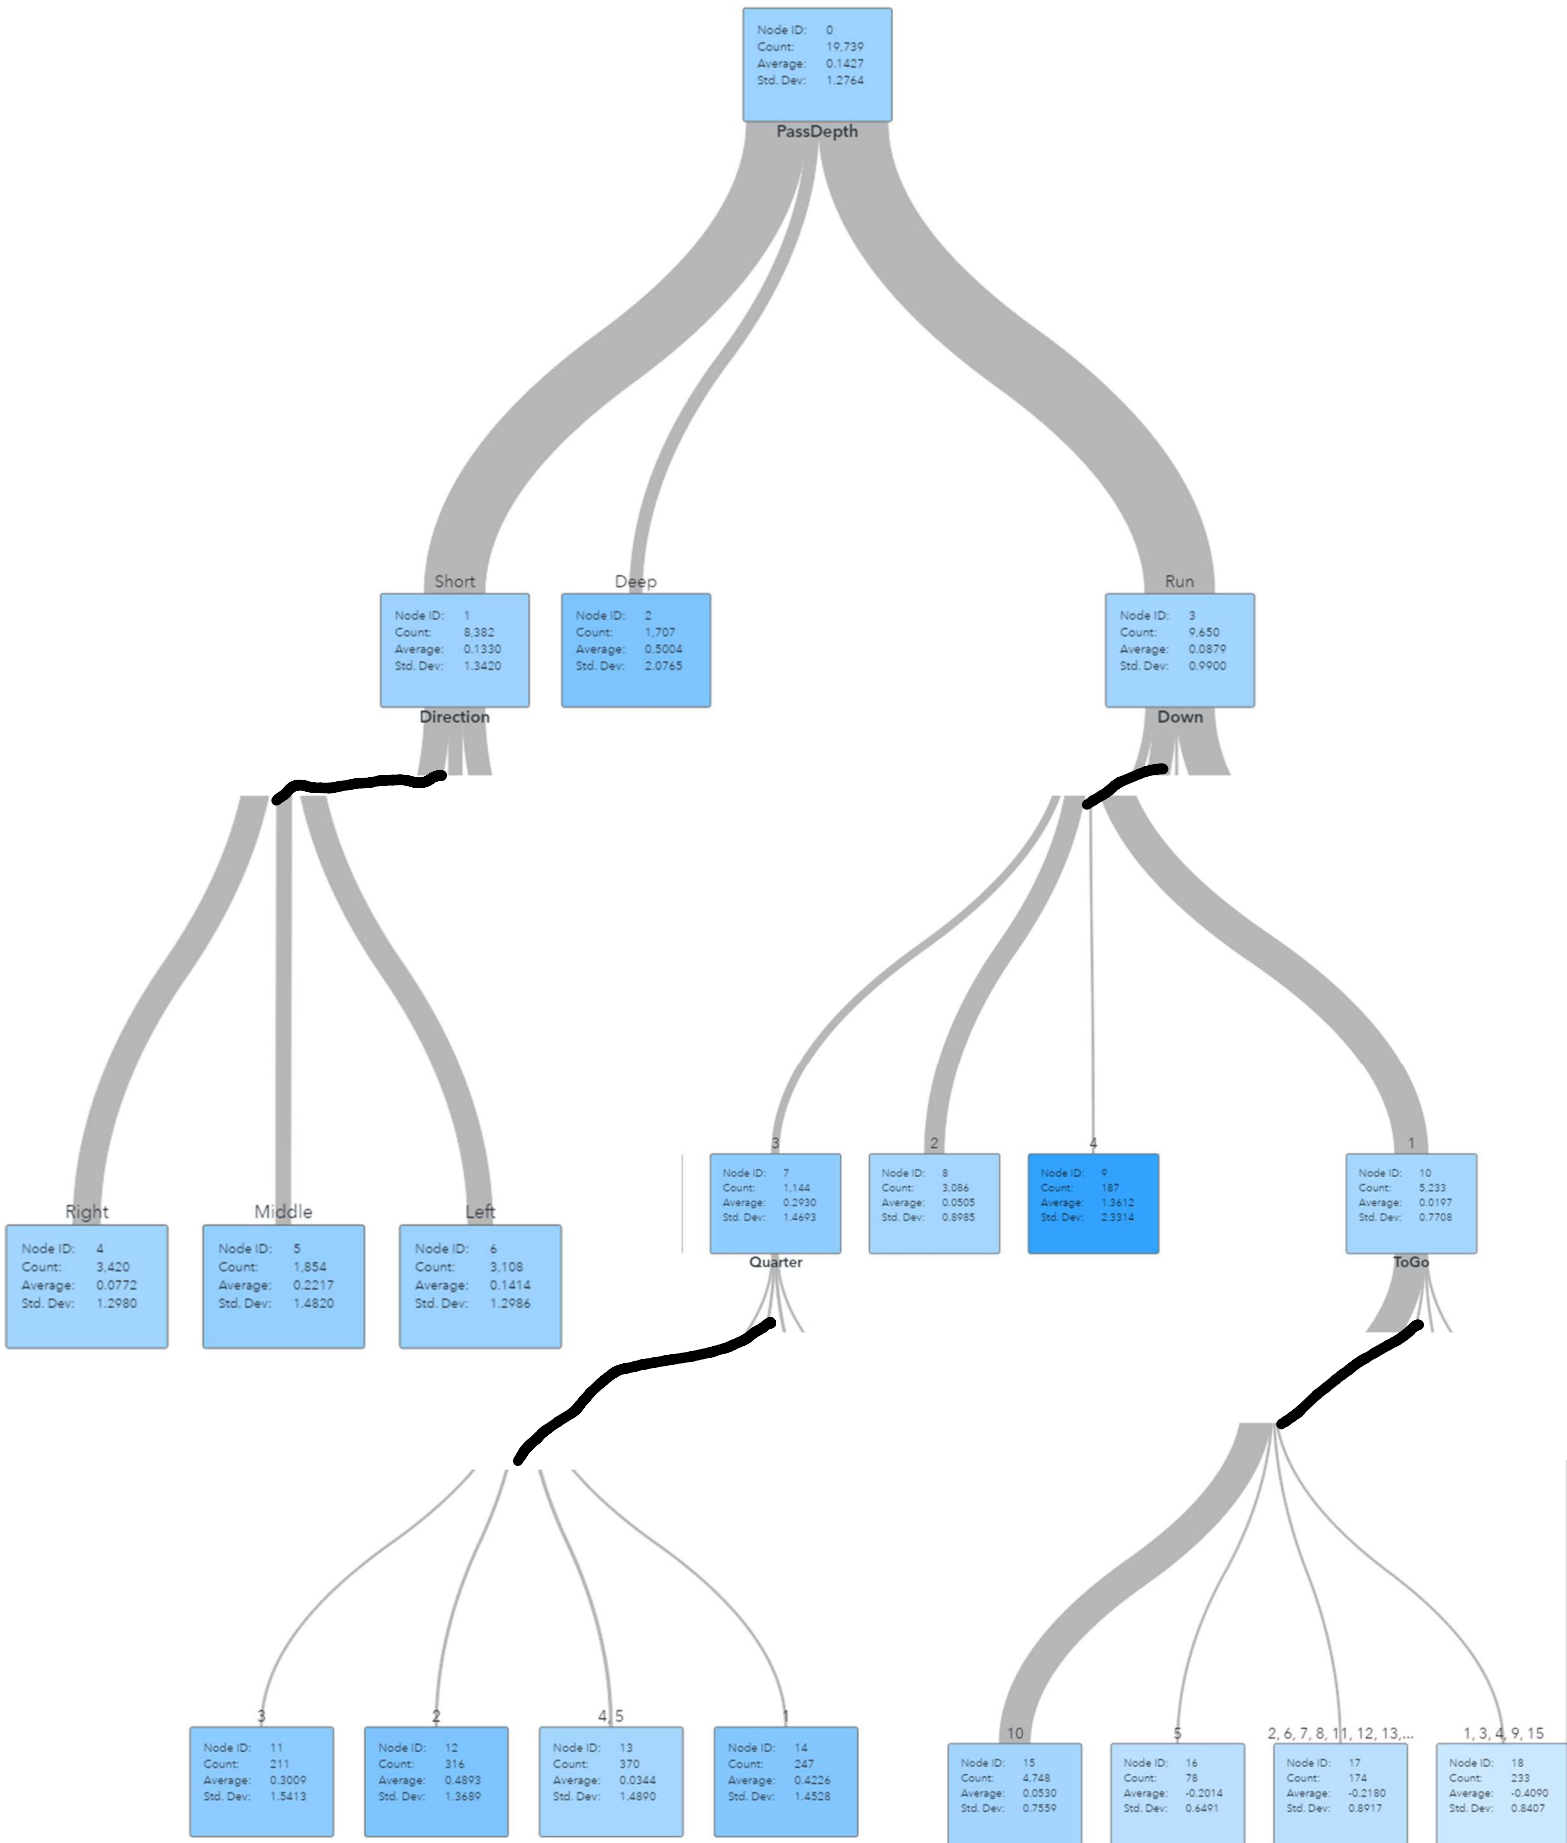 Node ID: 0
Count: 19,739
Average: 0.1427
Std. Dev: 1.2764
PassDepth
Short
Node ID: 1
Count: 8,382
Average: 0.1330
Std. Dev: 1.3420
Direction
Deep
Node ID: 2
Count: 1,707
Average: 0.5004
Std. Dev: 2.0765
Run
Node ID: 3
Count: 9,650
Average: 0.0879
Std. Dev: 0.9900
Down
Right
Node ID: 4
Count: 3,420
Average: 0.0772
Std. Dev: 1.2980
Middle
Node ID: 5
Count: 1,854
Average: 0.2217
Std. Dev: 1.4820
Left
Node ID: 6
Count: 3,108
Average: 0.1414
Std. Dev: 1.2986
3
Node ID: 7
Count: 1,144
Average: 0.2930
Std. Dev: 1.4693
Quarter
2
Node ID: 8
Count: 3,086
Average: 0.0505
Std. Dev: 0.8985
4
Node ID: 9
Count: 187
Average: 1.3612
Std. Dev: 2.3314
1
Node ID: 10
Count: 5,233
Average: 0.0197
Std. Dev: 0.7708
ToGo
3
Node ID: 11
Count: 211
Average: 0.3009
Std. Dev: 1.5413
2
Node ID: 12
Count: 316
Average: 0.4893
Std. Dev: 1.3689
4, 5
Node ID: 13
Count: 370
Average: 0.0344
Std. Dev: 1.4890
1
Node ID: 14
Count: 247
Average: 0.4226
Std. Dev: 1.4528
10
Node ID: 15
Count: 4,748
Average: 0.0530
Std. Dev: 0.7559
5
Node ID: 16
Count: 78
Average: -0.2014
Std. Dev: 0.6491
2, 6, 7, 8, 11, 12, 13,...
Node ID: 17
Count: 174
Average: -0.2180
Std. Dev: 0.8917
1, 3, 4, 9, 15
Node ID: 18
Count: 233
Average: -0.4090
Std. Dev: 0.8407